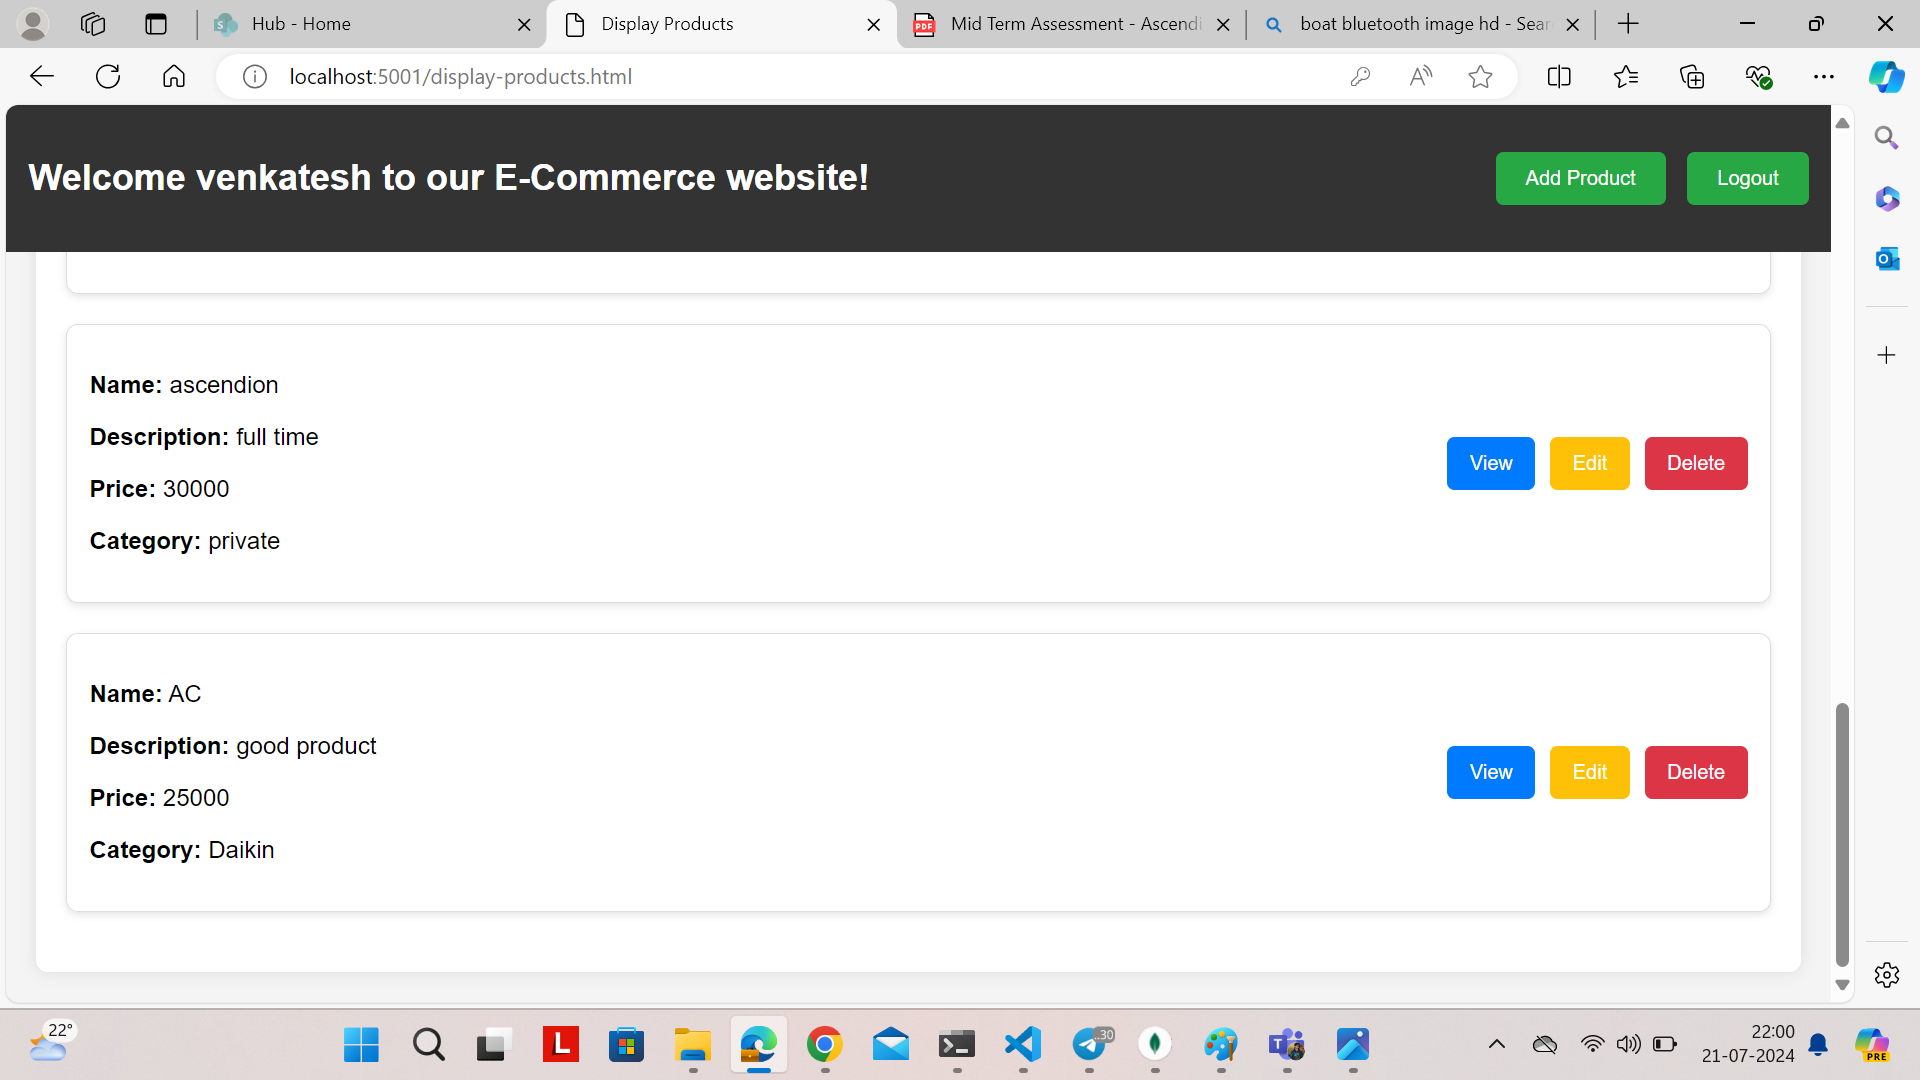 Hub - Home
Display Products
Mid Term Assessment - Ascendi
boat bluetooth image hd - Sear
localhost:5001/display-products.html
Welcome venkatesh to our E-Commerce website!
Add Product
Logout
Name: ascendion
Description: full time
Price: 30000
Category: private
View
Edit
Delete
Name: AC
Description: good product
Price: 25000
Category: Daikin
View
Edit
Delete
22°
L
.30
22:00
21-07-2024
PRE